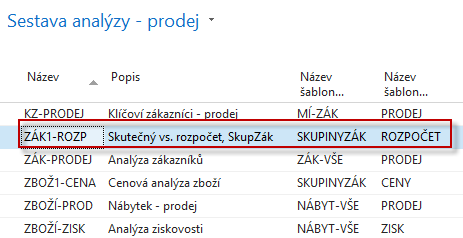 Sestava analýzy - prodej
Název Popis Název šablon... Název šablon...
KZ-PRODEJ Klíčoví zákazníci - prodej MÍ-ZÁK PRODEJ
ZÁK1-ROZP Skutečný vs. rozpočet, SkupZák SKUPINYZÁK ROZPOČET
ZÁK-PRODEJ Analýza zákazníků ZÁK-VŠE PRODEJ
ZBOŽ1-CENA Cenová analýza zboží SKUPINYZÁK CENY
ZBOŽÍ-PROD Nábytek - prodej NÁBYT-VŠE PRODEJ
ZBOŽÍ-ZISK Analýza ziskovosti NÁBYT-VŠE ZISK